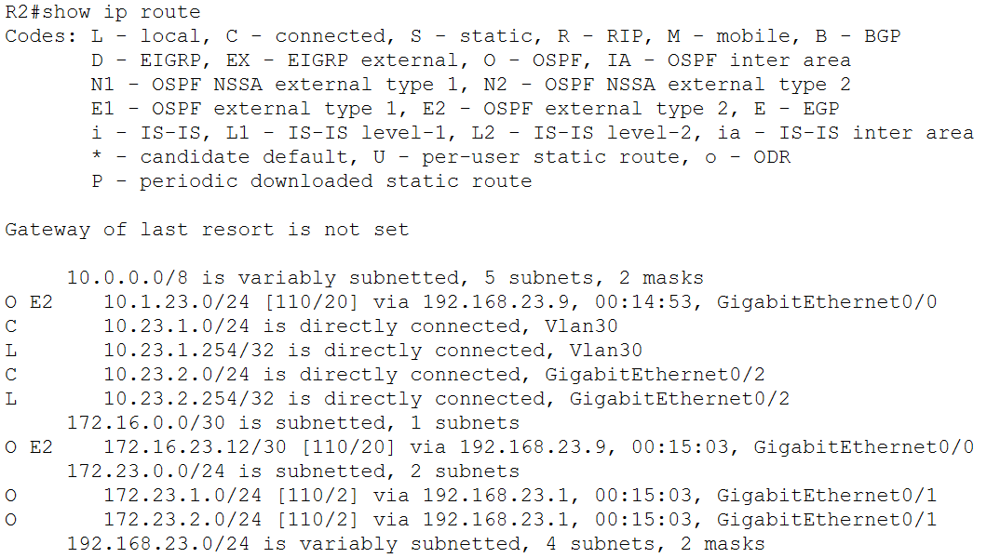 R2#show ip route
Codes: L - local, C - connected, S - static, R - RIP, M - mobile, B - BGP
       D - EIGRP, EX - EIGRP external, O - OSPF, IA - OSPF inter area
       N1 - OSPF NSSA external type 1, N2 - OSPF NSSA external type 2
       E1 - OSPF external type 1, E2 - OSPF external type 2, E - EGP
       i - IS-IS, L1 - IS-IS level-1, L2 - IS-IS level-2, ia - IS-IS inter area
       * - candidate default, U - per-user static route, o - ODR
       P - periodic downloaded static route

Gateway of last resort is not set

     10.0.0.0/8 is variably subnetted, 5 subnets, 2 masks
O E2    10.1.23.0/24 [110/20] via 192.168.23.9, 00:14:53, GigabitEthernet0/0
C       10.23.1.0/24 is directly connected, Vlan30
L       10.23.1.254/32 is directly connected, Vlan30
C       10.23.2.0/24 is directly connected, GigabitEthernet0/2
L       10.23.2.254/32 is directly connected, GigabitEthernet0/2
     172.16.0.0/30 is subnetted, 1 subnets
O E2    172.16.23.12/30 [110/20] via 192.168.23.9, 00:15:03, GigabitEthernet0/0
     172.23.0.0/24 is subnetted, 2 subnets
O       172.23.1.0/24 [110/2] via 192.168.23.1, 00:15:03, GigabitEthernet0/1
O       172.23.2.0/24 [110/2] via 192.168.23.1, 00:15:03, GigabitEthernet0/1
     192.168.23.0/24 is variably subnetted, 4 subnets, 2 masks